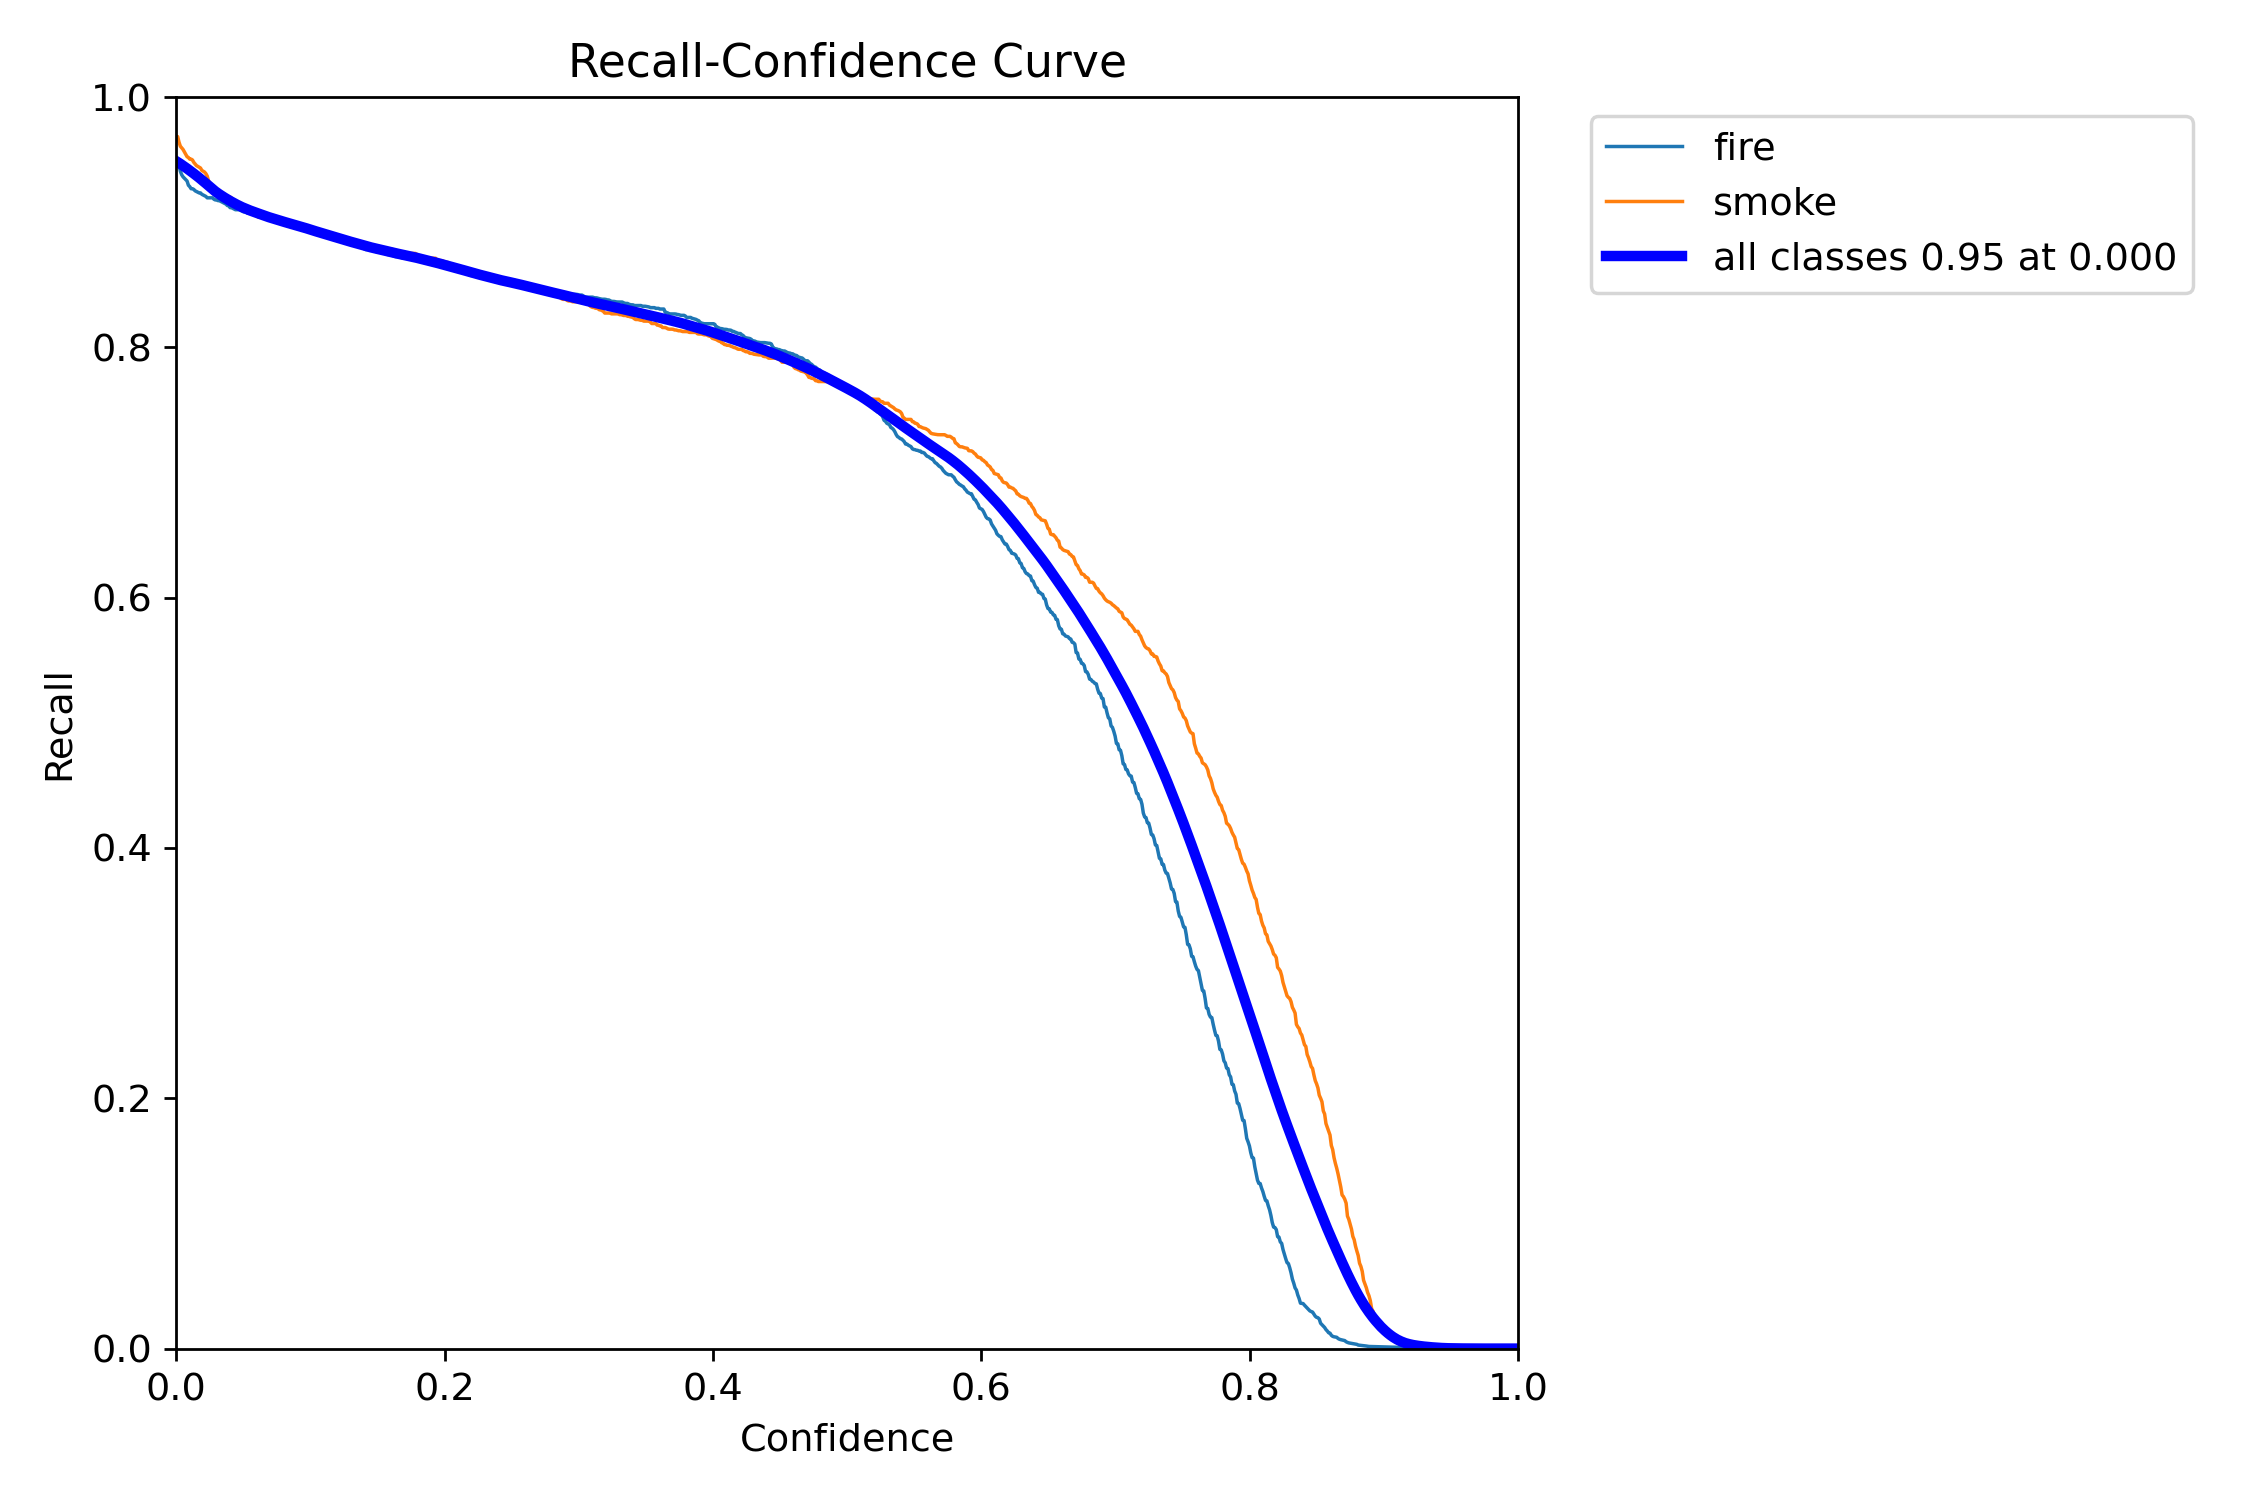 Recall-Confidence Curve
1.0
0.8
0.6
0.4
0.2
0.0
Recall
0.0 0.2 0.4 0.6 0.8 1.0
Confidence
fire
smoke
all classes 0.95 at 0.000